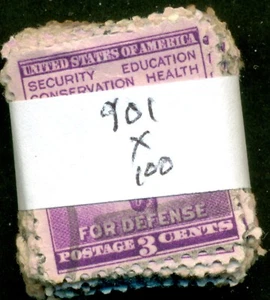 UNITED STATES OF AMERICA
SECURITY EDUCATION
CONSERVATION HEALTH
901
x
100
FOR DEFENSE
POSTAGE 3 CENTS